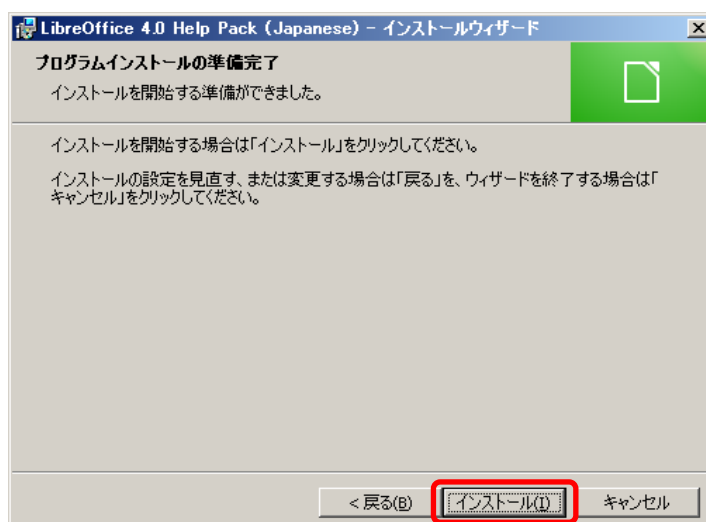 LibreOffice 4.0 Help Pack (Japanese) - インストールウィザード
プログラムインストールの準備完了
インストールを開始する準備ができました。
インストールを開始する場合は「インストール」をクリックしてください。
インストールの設定を見直す、または変更する場合は「戻る」を、ウィザードを終了する場合は「
キャンセル」をクリックしてください。
< 戻る(B) インストール(I) キャンセル